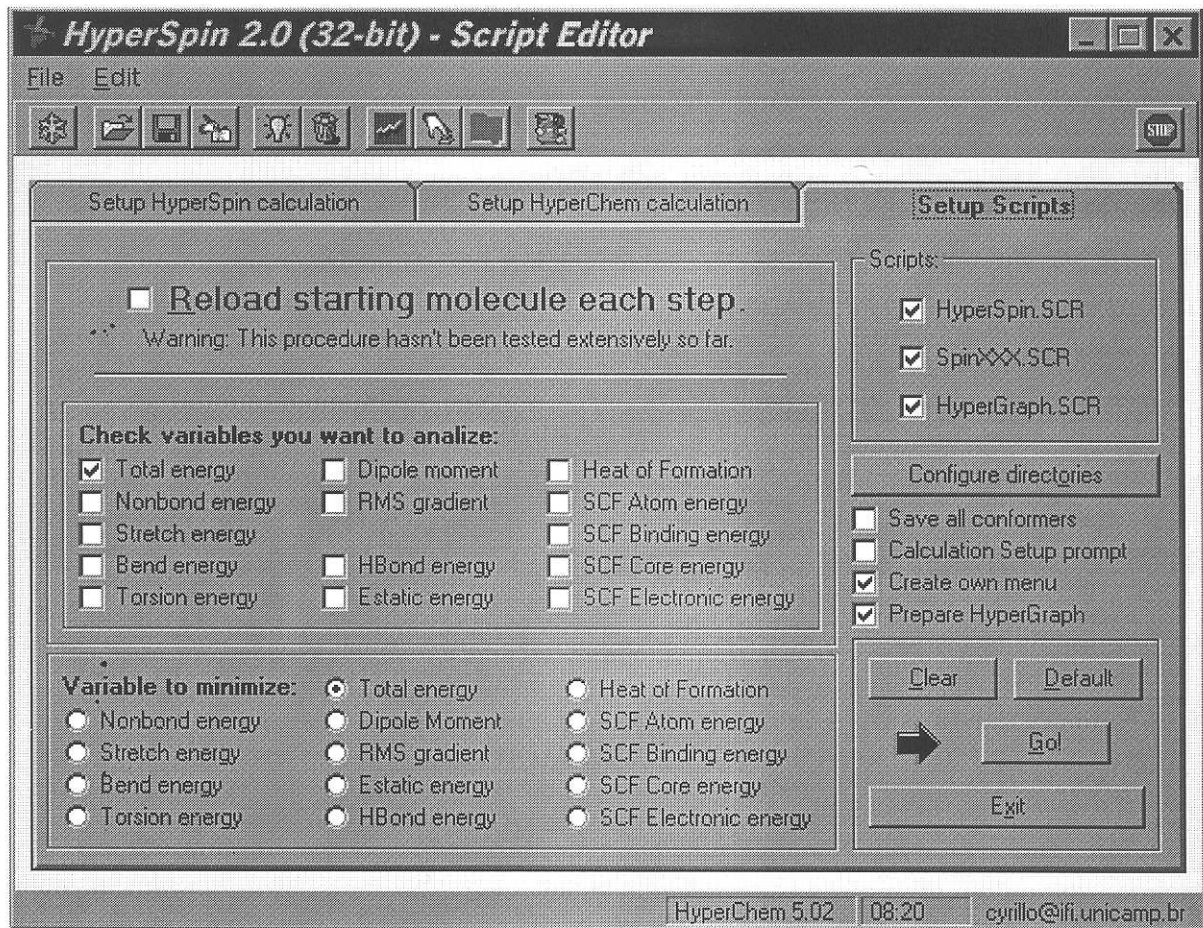 HyperSpin 2.0 (32-bit) - Script Editor
File Edit
STOP
Setup HyperSpin calculation Setup HyperChem calculation Setup Scripts
Reload starting molecule each step.
Warning: This procedure hasn't been tested extensively so far.
Check variables you want to analize:
Total energy Dipole moment Heat of Formation
Nonbond energy RMS gradient SCF Atom energy
Stretch energy SCF Binding energy
Bend energy HBond energy SCF Core energy
Torsion energy Estatic energy SCF Electronic energy
Variable to minimize: Total energy Heat of Formation
Nonbond energy Dipole Moment SCF Atom energy
Stretch energy RMS gradient SCF Binding energy
Bend energy Estatic energy SCF Core energy
Torsion energy HBond energy SCF Electronic energy
Scripts:
HyperSpin.SCR
SpinXXX.SCR
HyperGraph.SCR
Configure directories
Save all conformers
Calculation Setup prompt
Create own menu
Prepare HyperGraph
Clear Default
Go!
Exit
HyperChem 5.02 08:20 cyrillo@ifi.unicamp.br